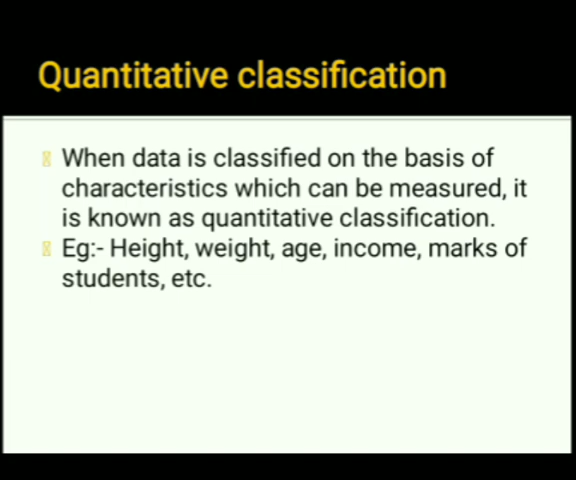 Quantitative classification
When data is classified on the basis of
characteristics which can be measured, it
is known as quantitative classification.
Eg:- Height, weight, age, income, marks of
students, etc.